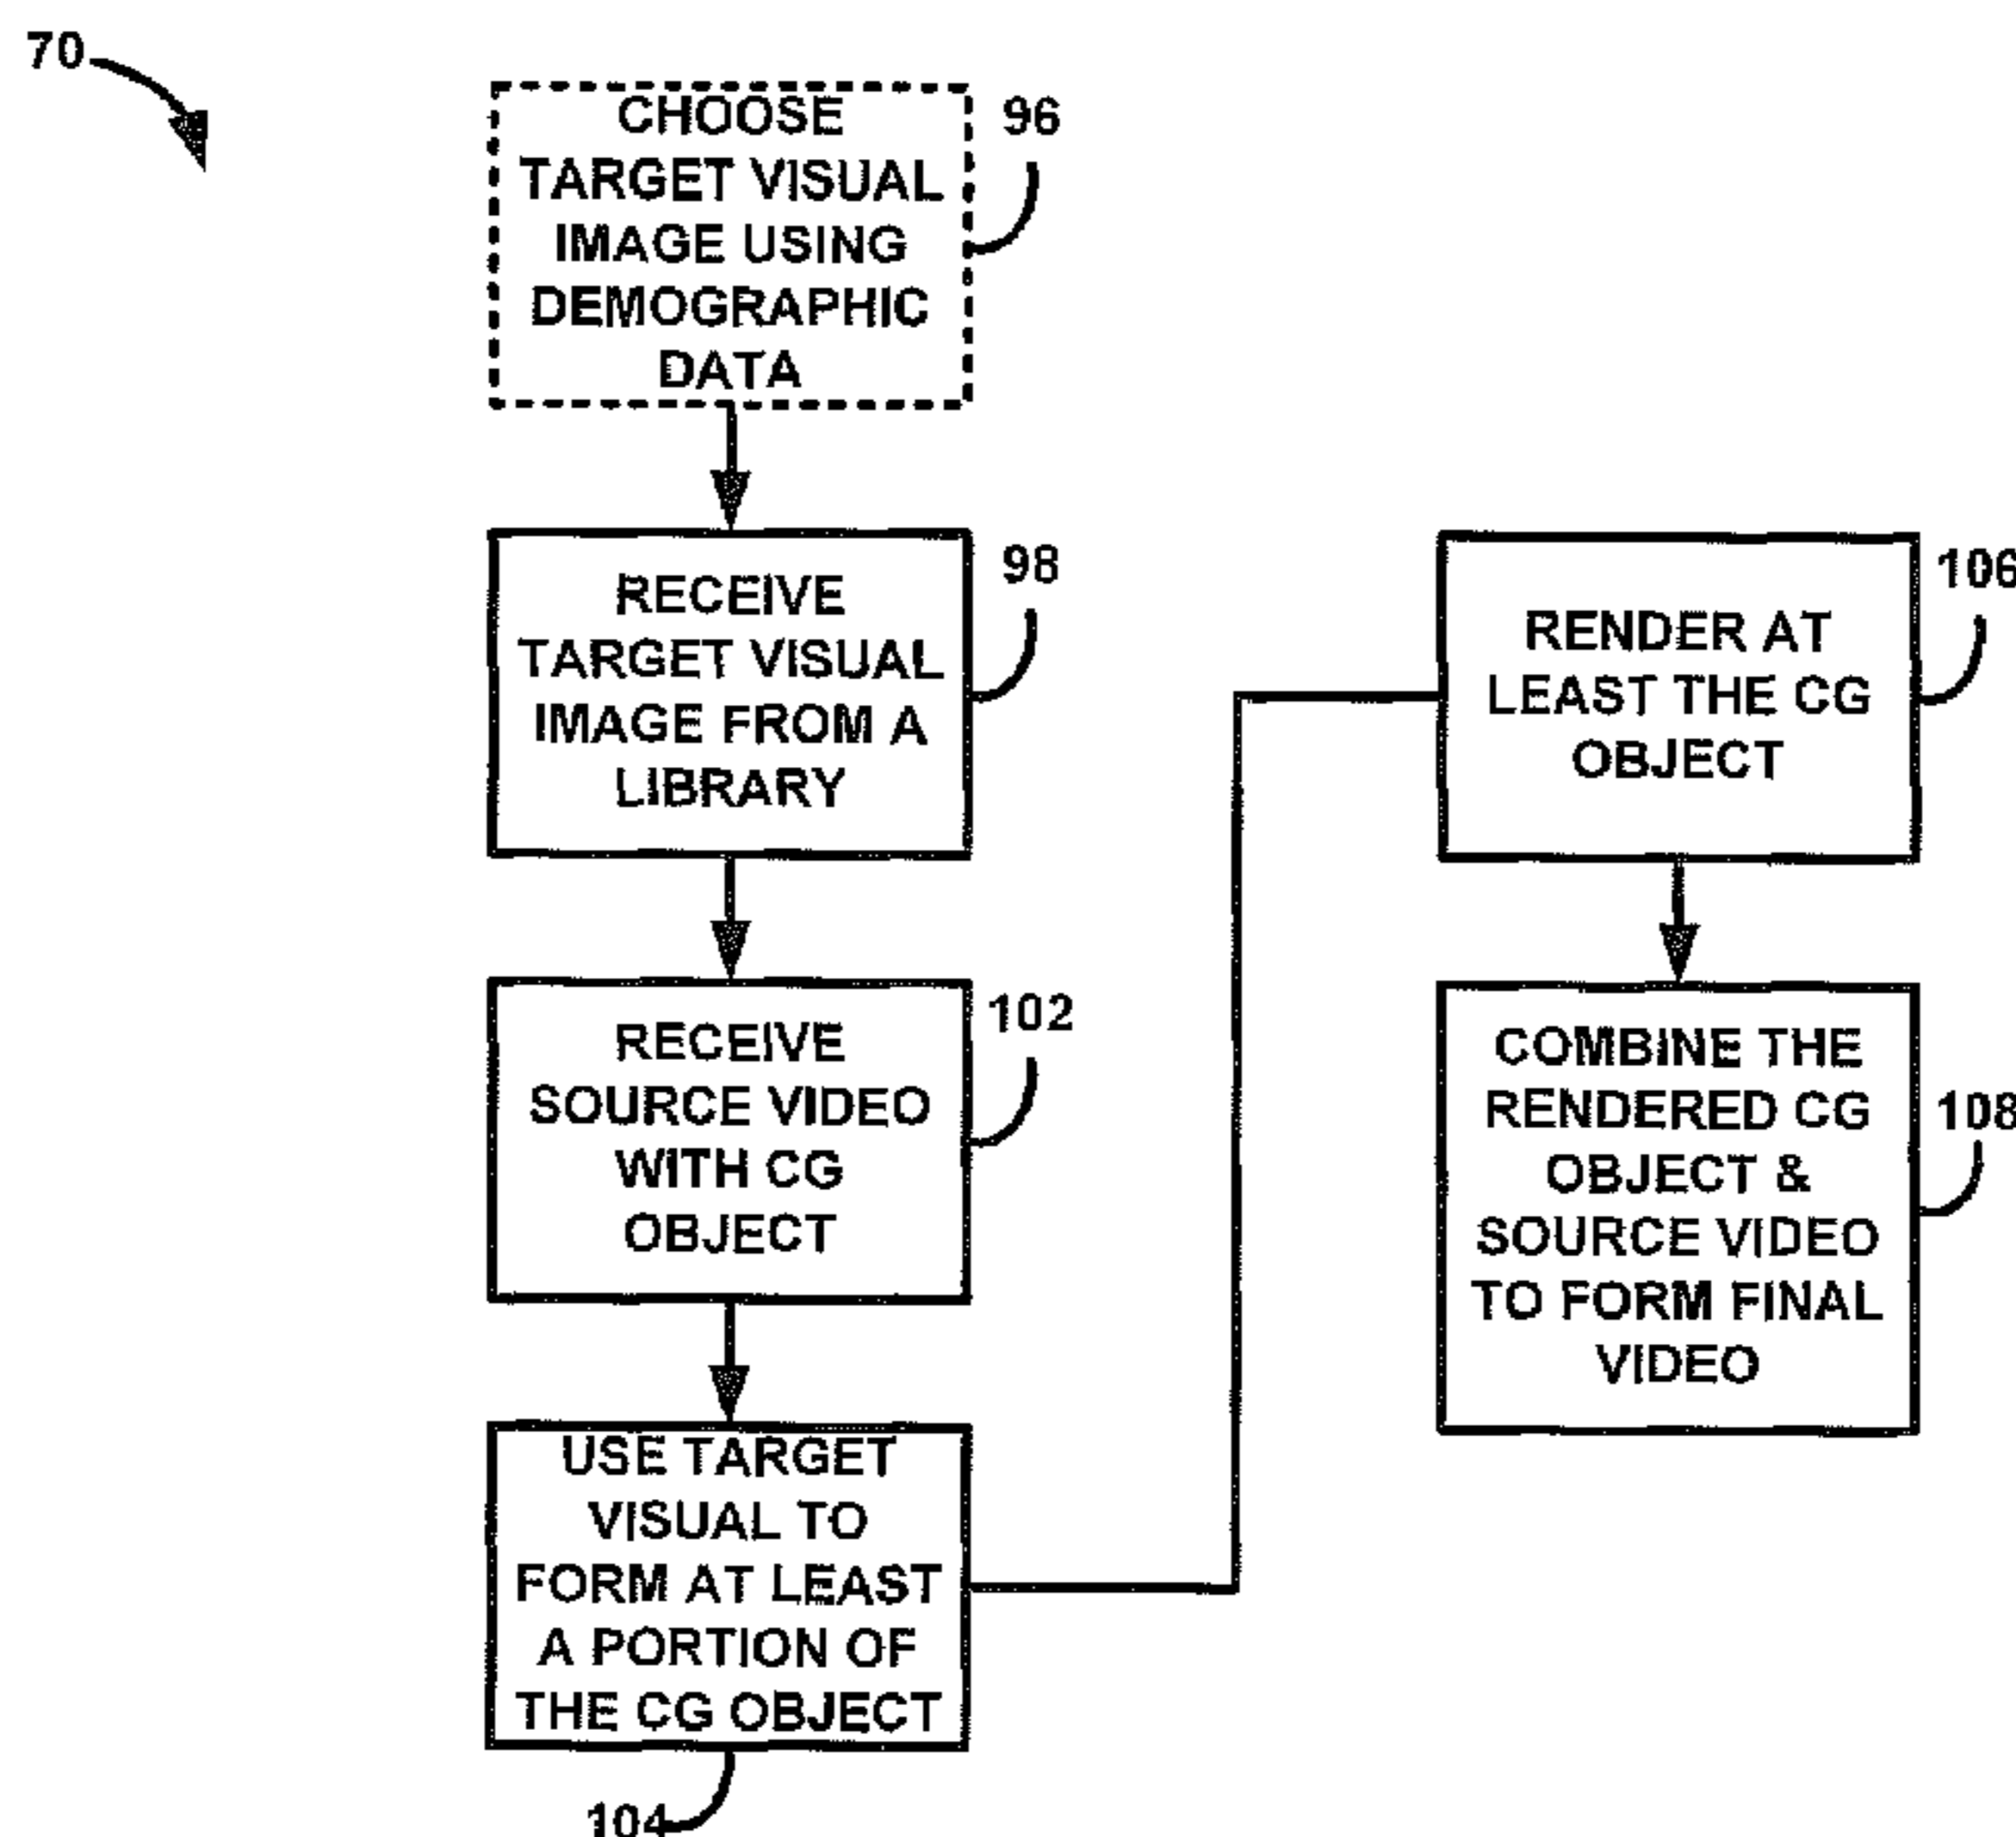 70
CHOOSE
TARGET VISUAL
IMAGE USING
DEMOGRAPHIC
DATA
96
RECEIVE
TARGET VISUAL
IMAGE FROM A
LIBRARY
98
RECEIVE
SOURCE VIDEO
WITH CG
OBJECT
102
USE TARGET
VISUAL TO
FORM AT LEAST
A PORTION OF
THE CG OBJECT
104
RENDER AT
LEAST THE CG
OBJECT
106
COMBINE THE
RENDERED CG
OBJECT &
SOURCE VIDEO
TO FORM FINAL
VIDEO
108